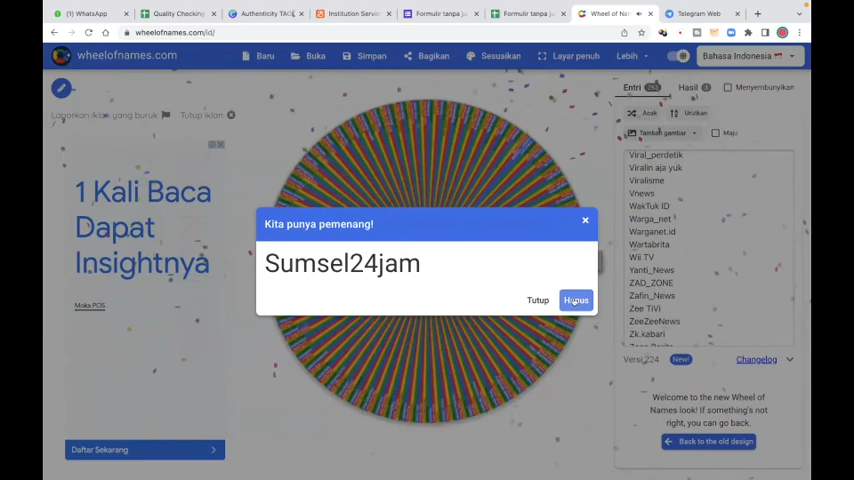 (1) WhatsApp
Quality Checking
Authenticity TACL
Institution Servic
Formulir tanpa ju
Formulir tanpa ju
Wheel of Nam
Telegram Web
wheelofnames.com/id/
wheelofnames.com
Baru
Buka
Simpan
Bagikan
Sesuaikan
Layar penuh
Lebih
Bahasa Indonesia
Laporkan iklan yang buruk
Tutup iklan
Entri
Hasil 3
Menyembunyikan
Acak
Urutkan
Tambah gambar
Maju
1 Kali Baca
Dapat
Insightnya
Moka POS
Daftar Sekarang
Kita punya pemenang!
Sumsel24jam
Tutup
Hapus
Viral_perdetik
Viralin aja yuk
Viralisme
Vnews
WakTuk ID
Warga_net
Warganet.id
Wartabrita
Wii TV
Yanti_News
ZAD_ZONE
Zafin_News
Zee TiVi
ZeeZeeNews
Zk.kabari
Versi 224
New!
Changelog
Welcome to the new Wheel of
Names look! If something's not
right, you can go back.
Back to the old design